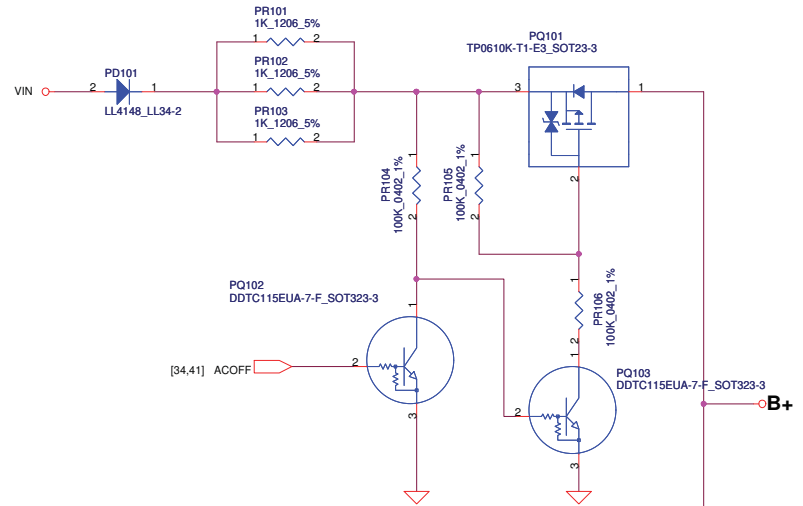 PR101
1K_1206_5%
1 2
PQ101
TP0610K-T1-E3_SOT23-3
VIN
2 PD101 1
LL4148_LL34-2
PR102
1K_1206_5%
1 2
3 1
PR103
1K_1206_5%
1 2
1
PR104
100K_0402_1%
2
1
PR105
100K_0402_1%
2
2
PQ102
DDTC115EUA-7-F_SOT323-3
1
1
PR106
100K_0402_1%
2
[34,41] ACOFF
2
3
1
PQ103
DDTC115EUA-7-F_SOT323-3
2
3
B+